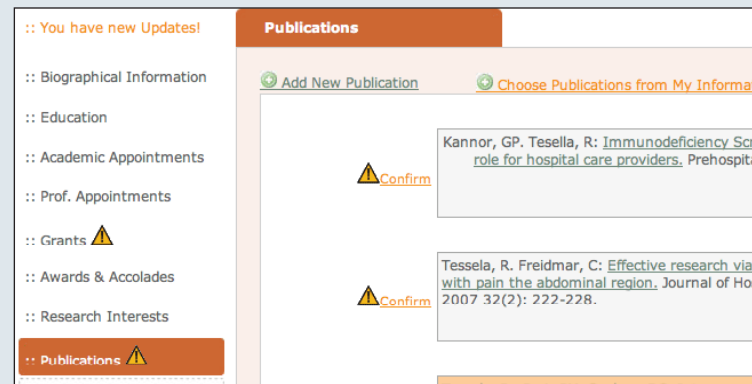 :: You have new Updates!
Publications
:: Biographical Information
:: Education
:: Academic Appointments
:: Prof. Appointments
:: Grants
:: Awards & Accolades
:: Research Interests
:: Publications
Add New Publication
Choose Publications from My Informa
Kannor, GP. Tesella, R: Immunodeficiency Scr
role for hospital care providers. Prehospita
Confirm
Tessela, R. Freidmar, C: Effective research via
with pain the abdominal region. Journal of Ho
2007 32(2): 222-228.
Confirm